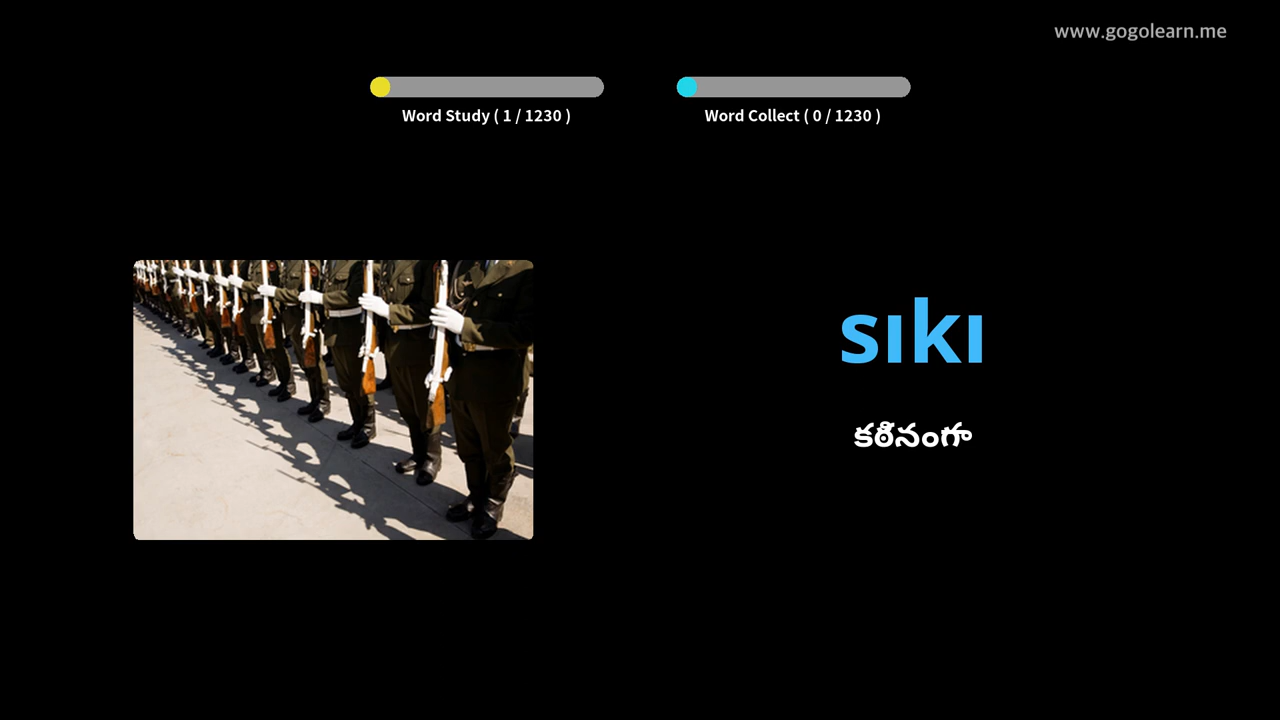 www.gogolearn.me
Word Study ( 1 / 1230 )
Word Collect ( 0 / 1230 )
sıkı
కఠినంగా